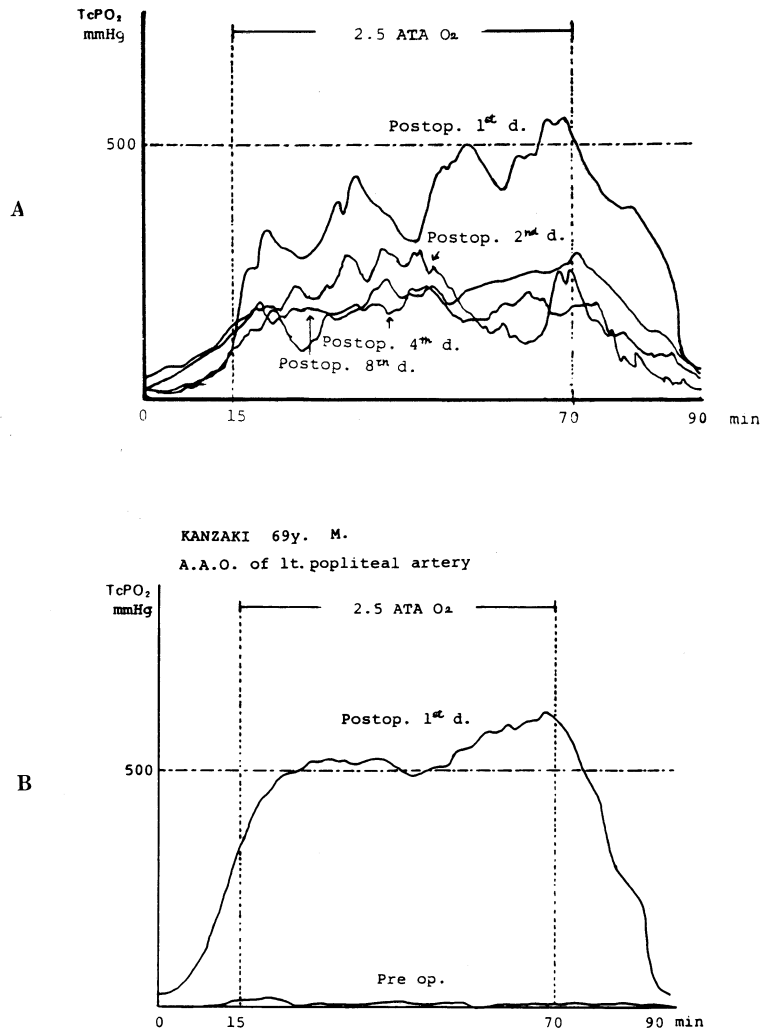 TcPO₂
mmHg
2.5 ATA O₂
Postop. 1st d.
500
A
Postop. 2nd d.
Postop. 4th d.
Postop. 8th d.
0 15 70 90 min
KANZAKI 69y. M.
A.A.O. of lt. popliteal artery
TcPO₂
mmHg
2.5 ATA O₂
Postop. 1st d.
500
B
Pre op.
0 15 70 90 min